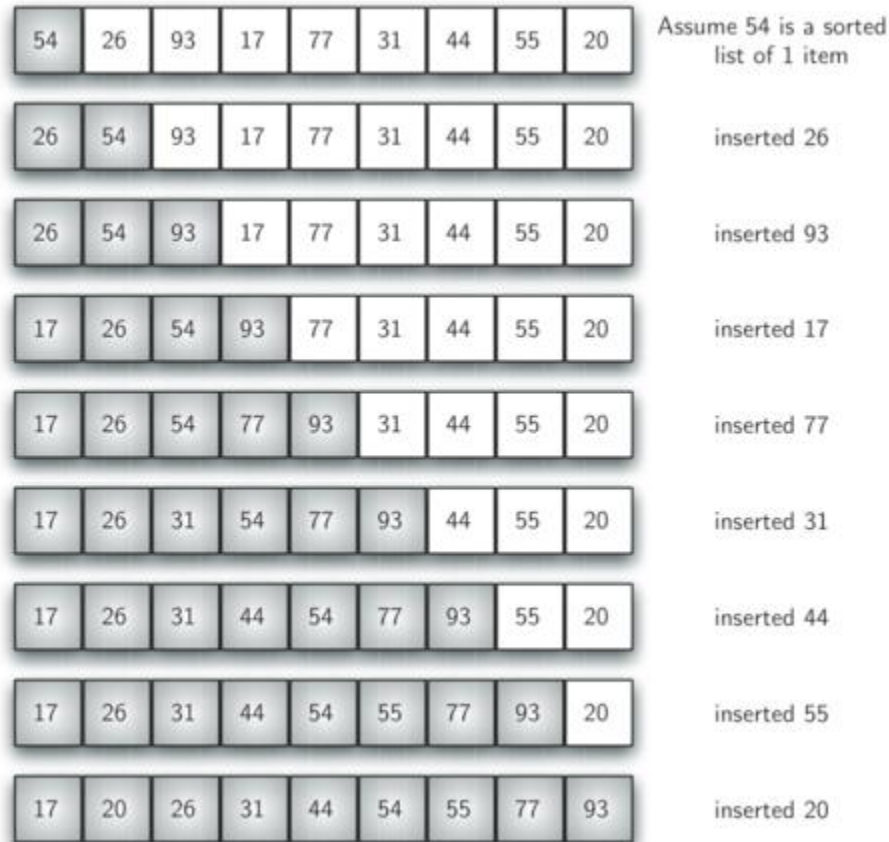 54 26 93 17 77 31 44 55 20 Assume 54 is a sorted
list of 1 item
26 54 93 17 77 31 44 55 20 inserted 26
26 54 93 17 77 31 44 55 20 inserted 93
17 26 54 93 77 31 44 55 20 inserted 17
17 26 54 77 93 31 44 55 20 inserted 77
17 26 31 54 77 93 44 55 20 inserted 31
17 26 31 44 54 77 93 55 20 inserted 44
17 26 31 44 54 55 77 93 20 inserted 55
17 20 26 31 44 54 55 77 93 inserted 20